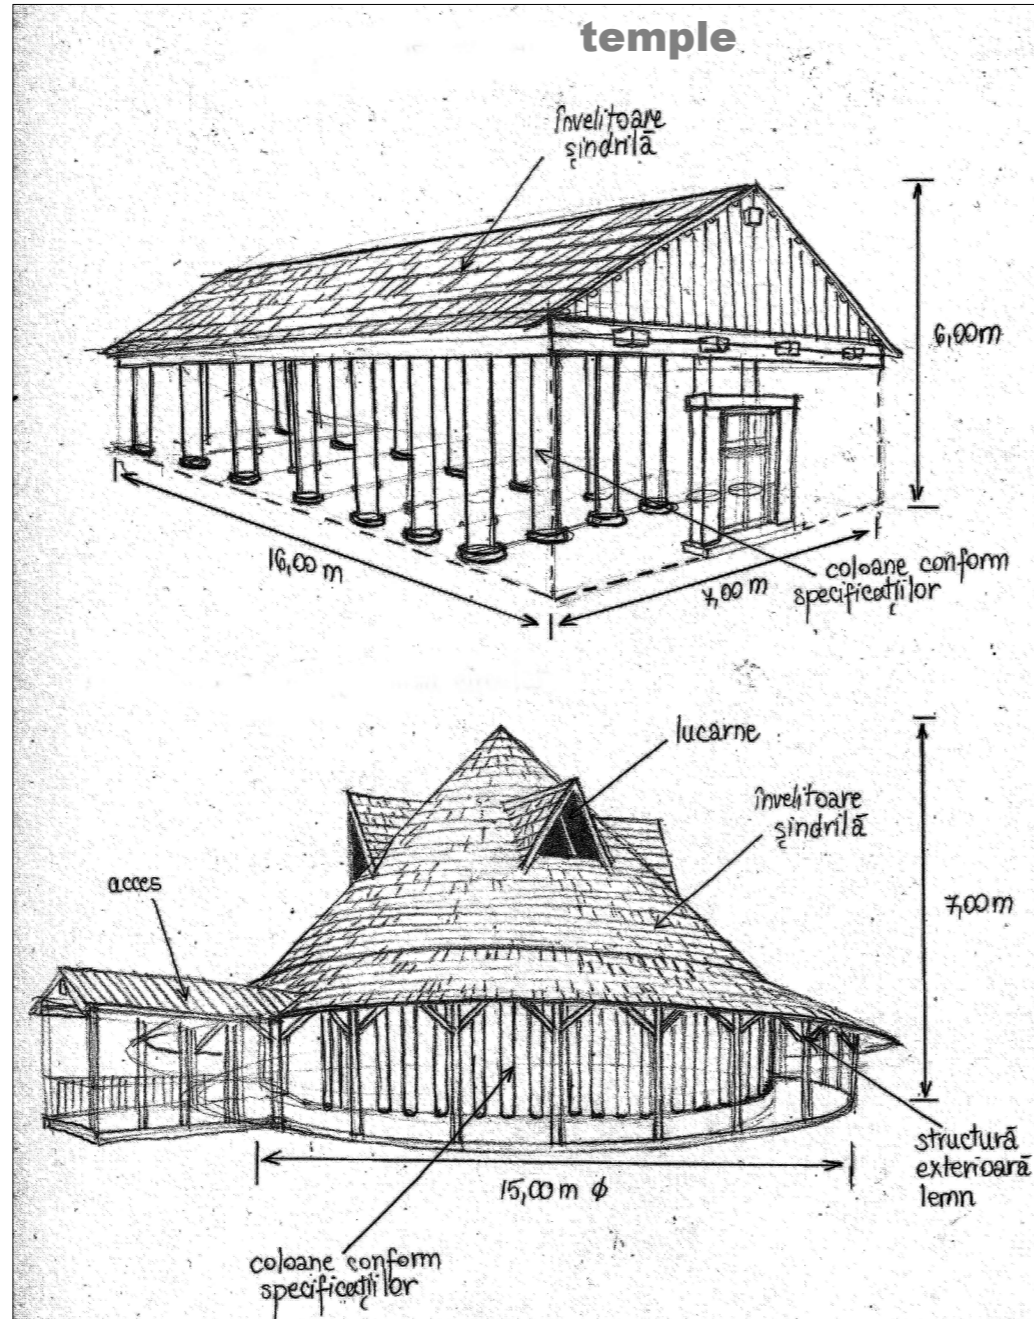 temple
învelitoare
șindrilă
6,00m
16,00 m
7,00 m
coloane conform
specificațiilor
lucarne
învelitoare
șindrilă
acces
7,00m
structură
exterioară
lemn
15,00 m ϕ
coloane conform
specificațiilor